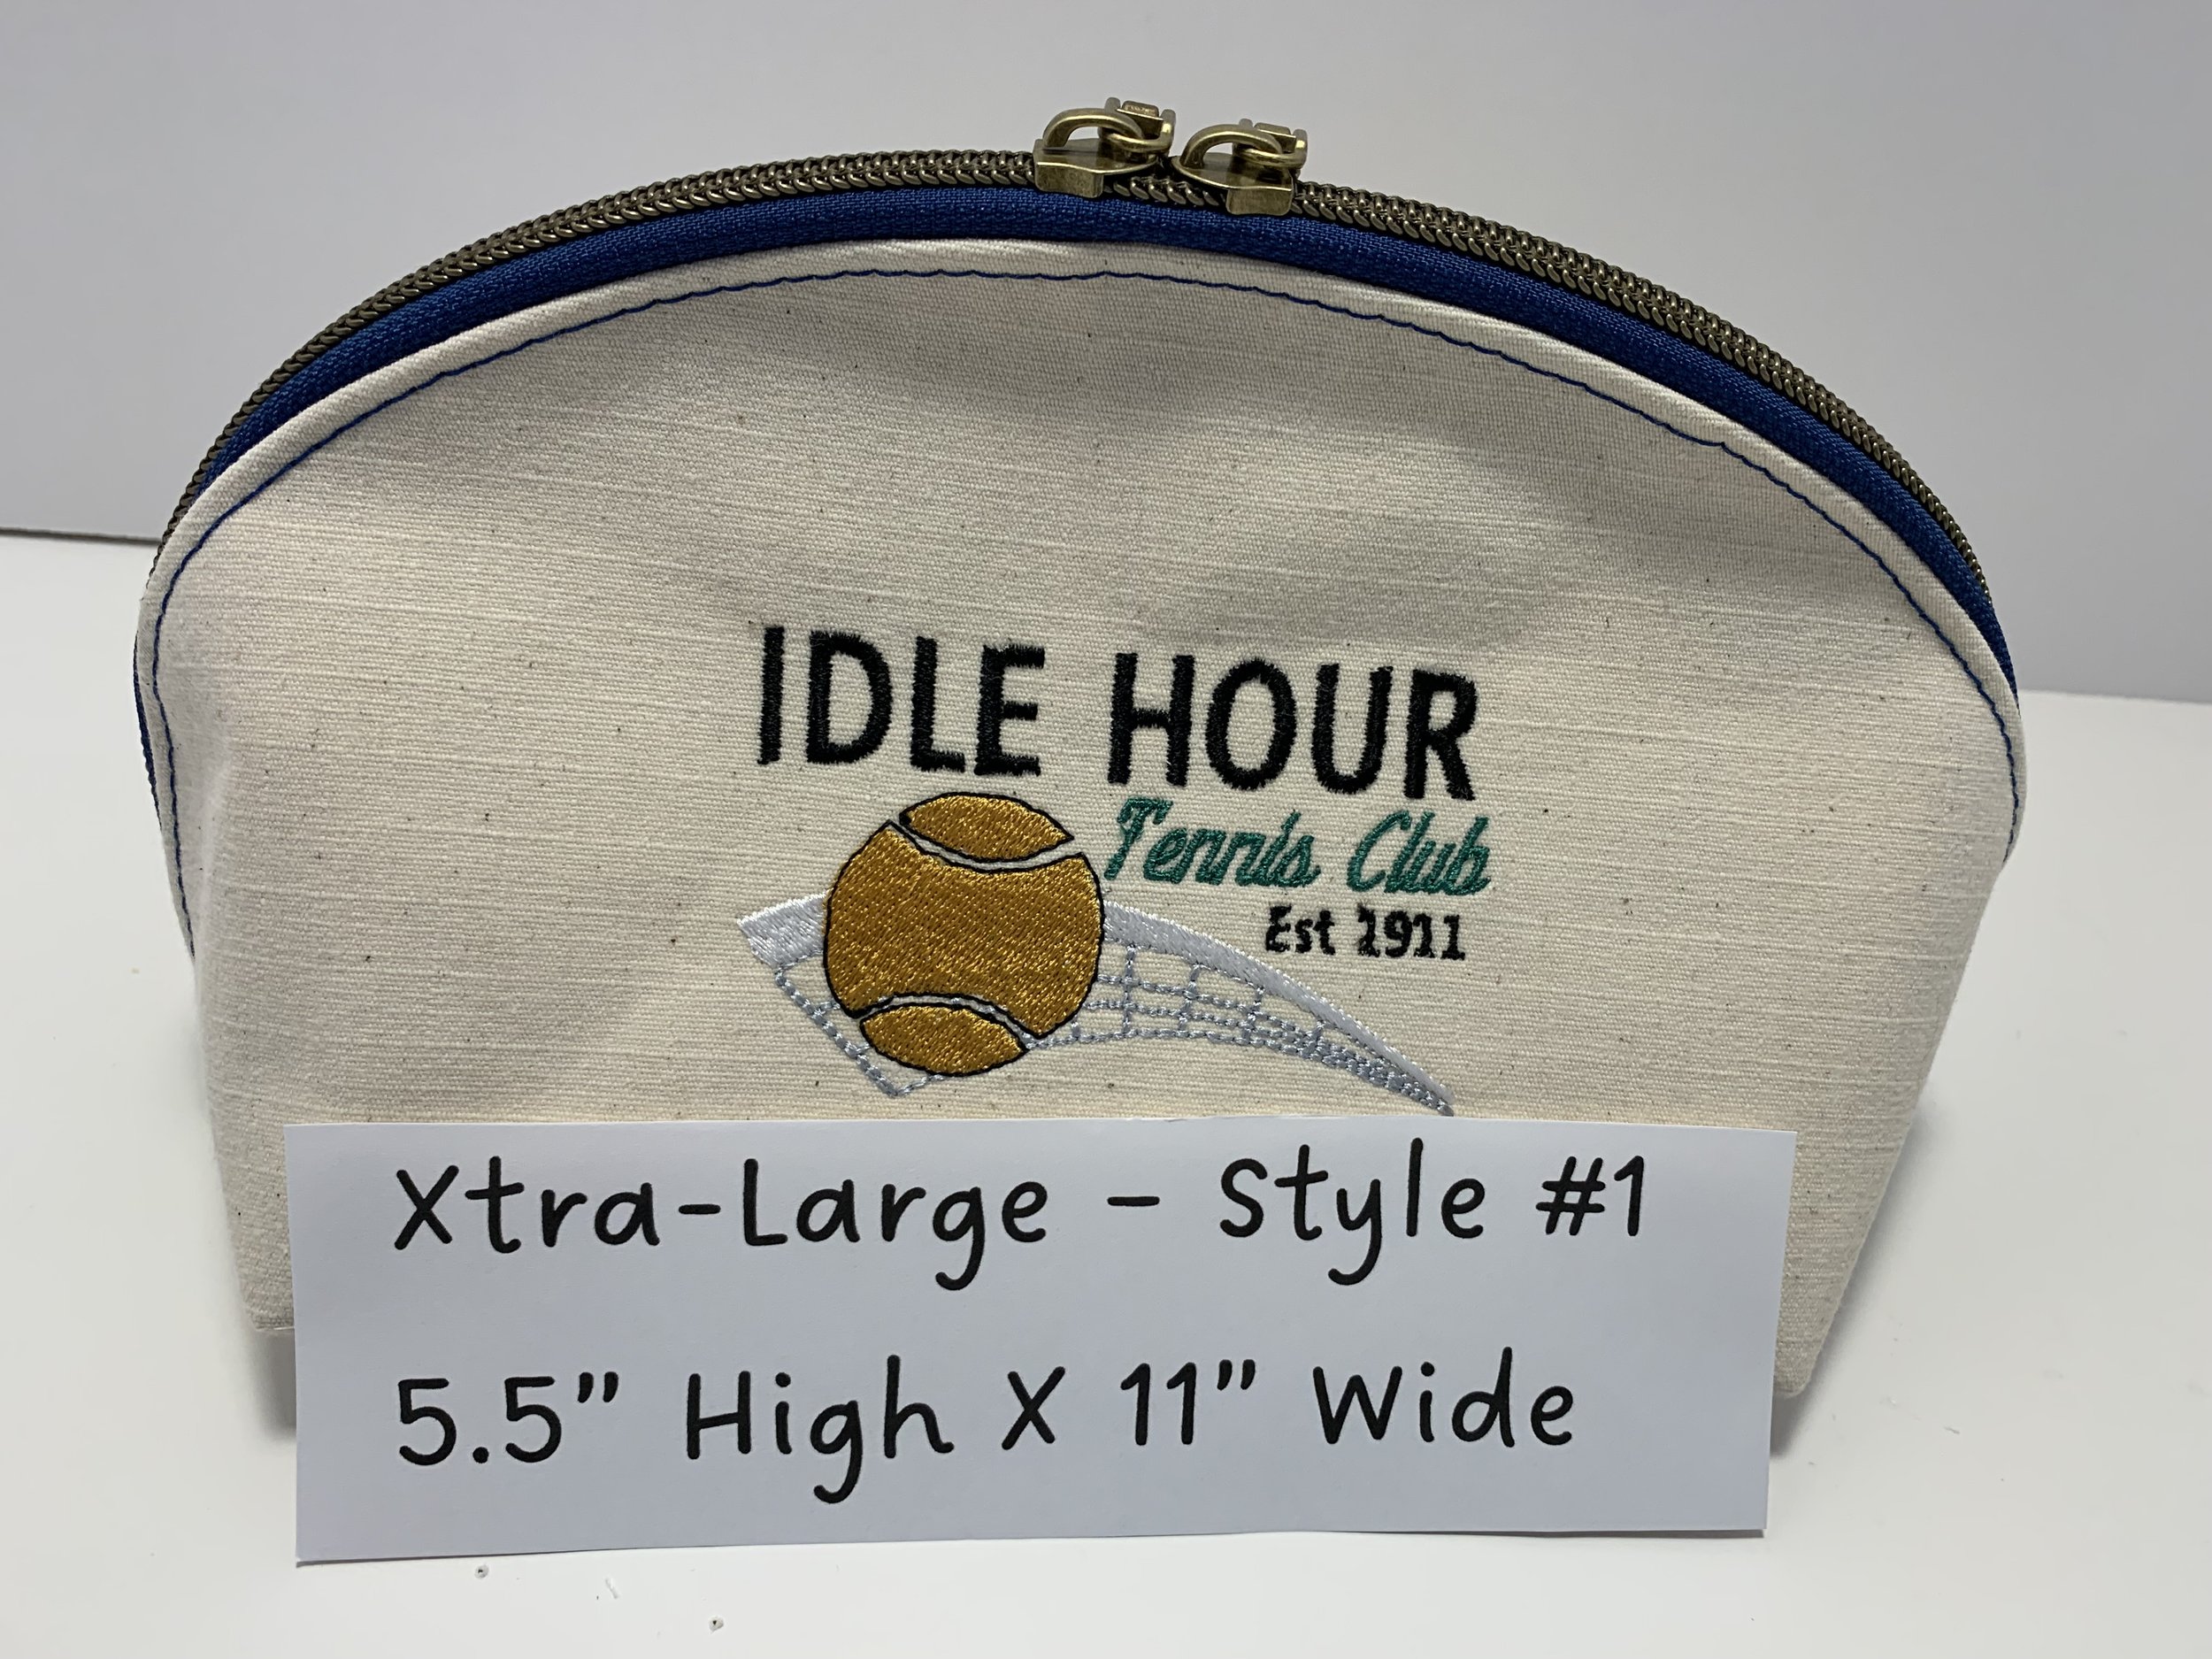 IDLE HOUR
Tennis Club
Est 1911
Xtra-Large - Style #1
5.5" High X 11" Wide